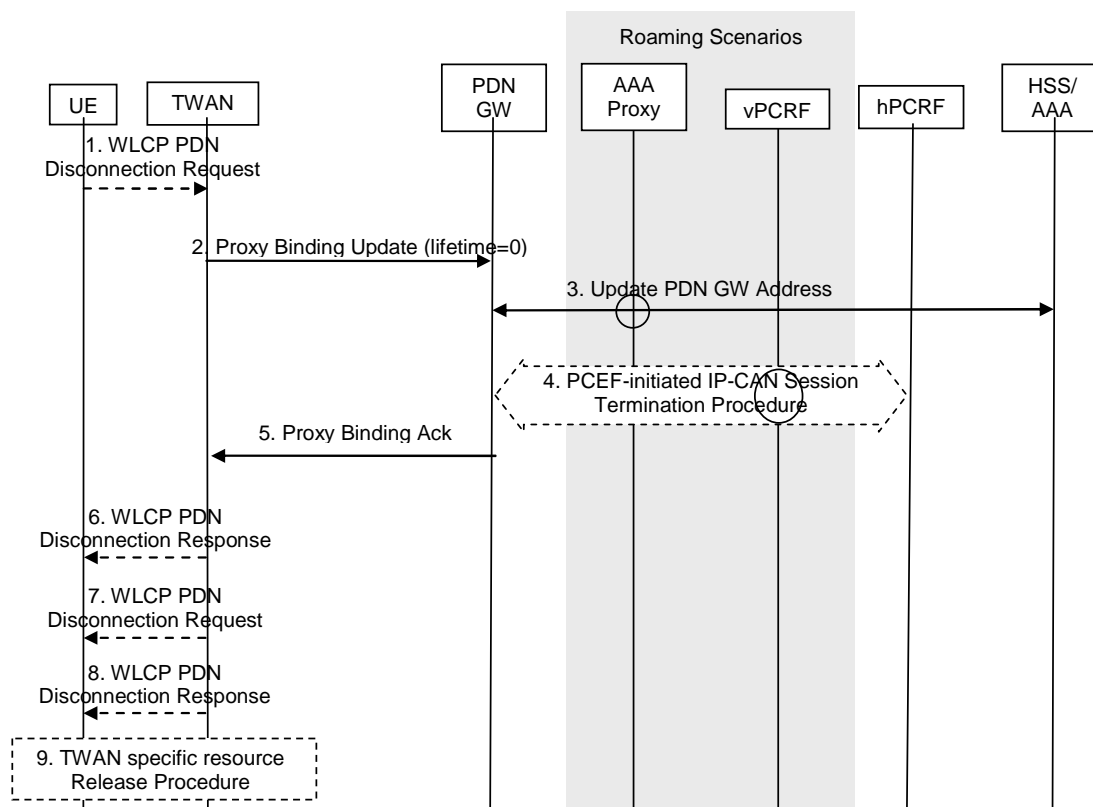 Roaming Scenarios
UE
TWAN
PDN
GW
AAA
Proxy
vPCRF
hPCRF
HSS/
AAA
1. WLCP PDN
Disconnection Request
2. Proxy Binding Update (lifetime=0)
3. Update PDN GW Address
4. PCEF-initiated IP-CAN Session
Termination Procedure
5. Proxy Binding Ack
6. WLCP PDN
Disconnection Response
7. WLCP PDN
Disconnection Request
8. WLCP PDN
Disconnection Response
9. TWAN specific resource
Release Procedure